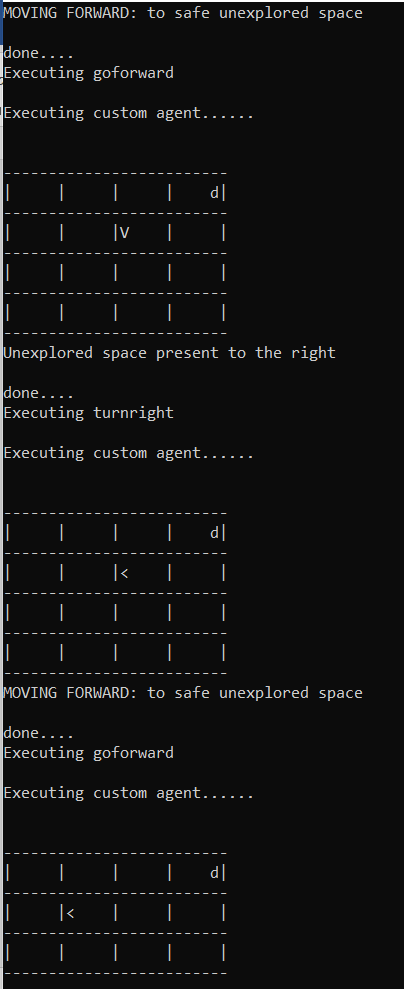 MOVING FORWARD: to safe unexplored space
done....
Executing goforward
Executing custom agent......
-------------------------
|     |     |     |    d|
-------------------------
|     |     |V    |     |
-------------------------
|     |     |     |     |
-------------------------
|     |     |     |     |
-------------------------
Unexplored space present to the right
done....
Executing turnright
Executing custom agent......
-------------------------
|     |     |     |    d|
-------------------------
|     |     |<    |     |
-------------------------
|     |     |     |     |
-------------------------
|     |     |     |     |
-------------------------
MOVING FORWARD: to safe unexplored space
done....
Executing goforward
Executing custom agent......
-------------------------
|     |     |     |    d|
-------------------------
|     |<    |     |     |
-------------------------
|     |     |     |     |
-------------------------